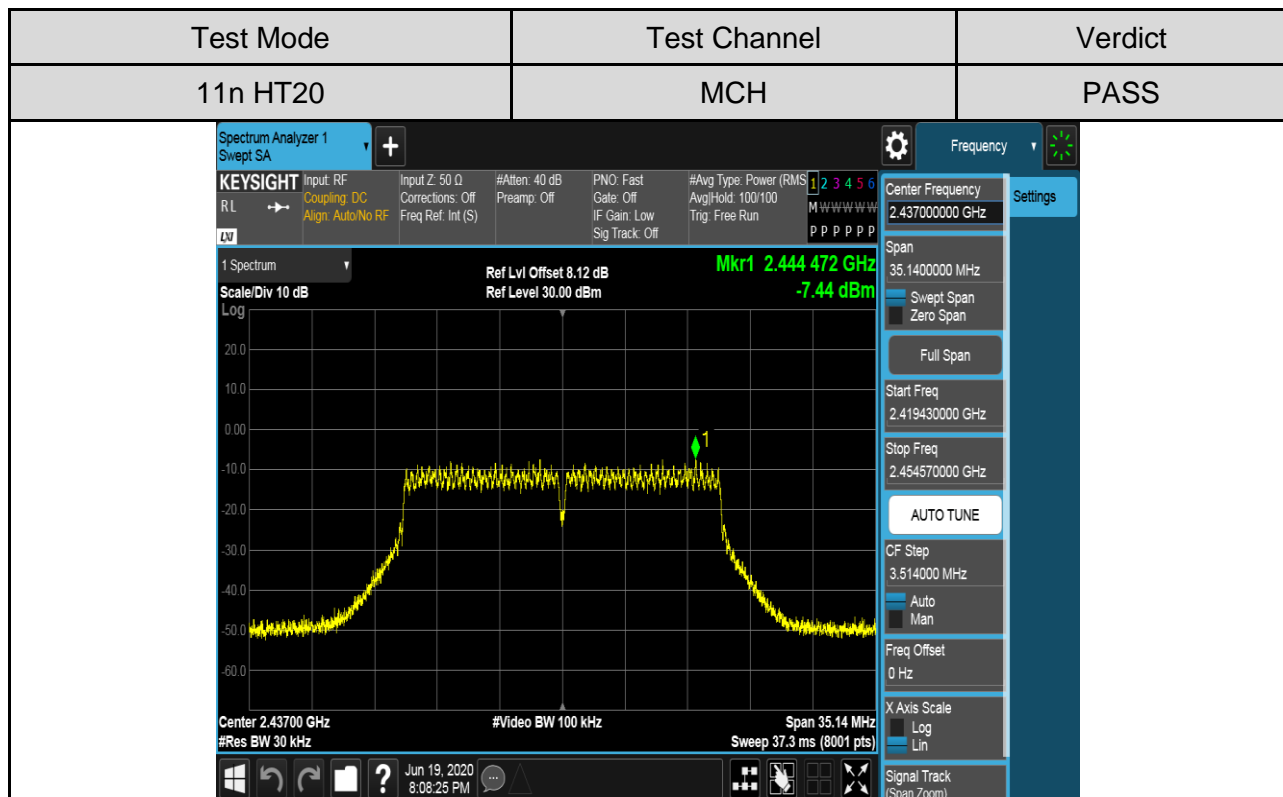 Test Mode Test Channel Verdict
11n HT20 MCH PASS
Spectrum Analyzer 1
Swept SA
Frequency
KEYSIGHT
RL
LXI
Input: RF
Coupling: DC
Align: Auto/No RF
Input Z: 50 Ω
Corrections: Off
Freq Ref: Int (S)
#Atten: 40 dB
Preamp: Off
PNO: Fast
Gate: Off
IF Gain: Low
Sig Track: Off
#Avg Type: Power (RMS
Avg|Hold: 100/100
Trig: Free Run
1 2 3 4 5 6
M W W W W W
P P P P P P
1 Spectrum
Scale/Div 10 dB
Ref Lvl Offset 8.12 dB
Ref Level 30.00 dBm
Mkr1 2.444 472 GHz
-7.44 dBm
Log
20.0
10.0
0.00
-10.0
-20.0
-30.0
-40.0
-50.0
-60.0
1
Center 2.43700 GHz
#Res BW 30 kHz
#Video BW 100 kHz
Span 35.14 MHz
Sweep 37.3 ms (8001 pts)
Jun 19, 2020
8:08:25 PM
Center Frequency
2.437000000 GHz
Settings
Span
35.1400000 MHz
Swept Span
Zero Span
Full Span
Start Freq
2.419430000 GHz
Stop Freq
2.454570000 GHz
AUTO TUNE
CF Step
3.514000 MHz
Auto
Man
Freq Offset
0 Hz
X Axis Scale
Log
Lin
Signal Track
(Span Zoom)